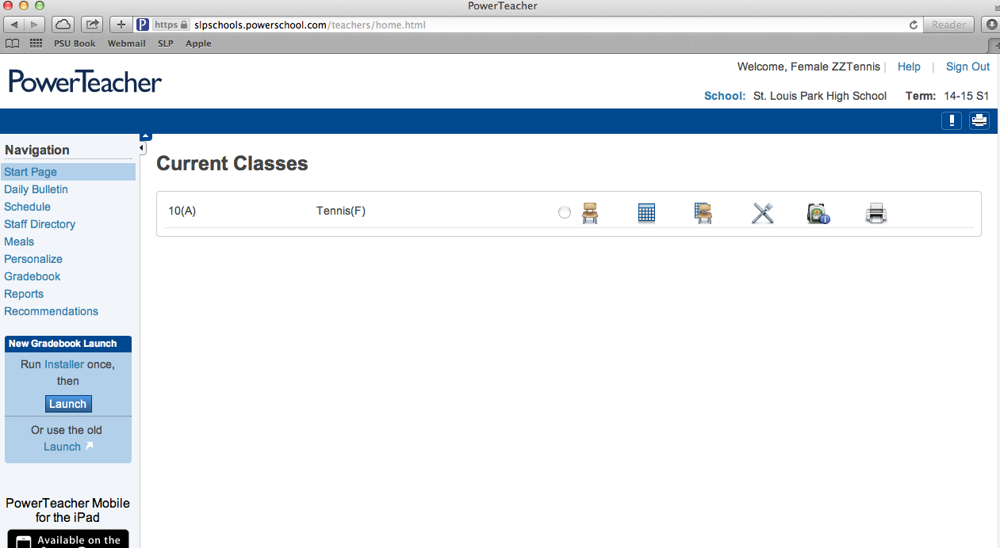 PowerTeacher
https slpschools.powerschool.com/teachers/home.html Reader
PSU Book Webmail SLP Apple
PowerTeacher
Welcome, Female ZZTennis | Help | Sign Out
School: St. Louis Park High School Term: 14-15 S1
Navigation
Start Page
Daily Bulletin
Schedule
Staff Directory
Meals
Personalize
Gradebook
Reports
Recommendations
New Gradebook Launch
Run Installer once,
then
Launch
Or use the old
Launch
PowerTeacher Mobile
for the iPad
Available on the
Current Classes
10(A) Tennis(F)